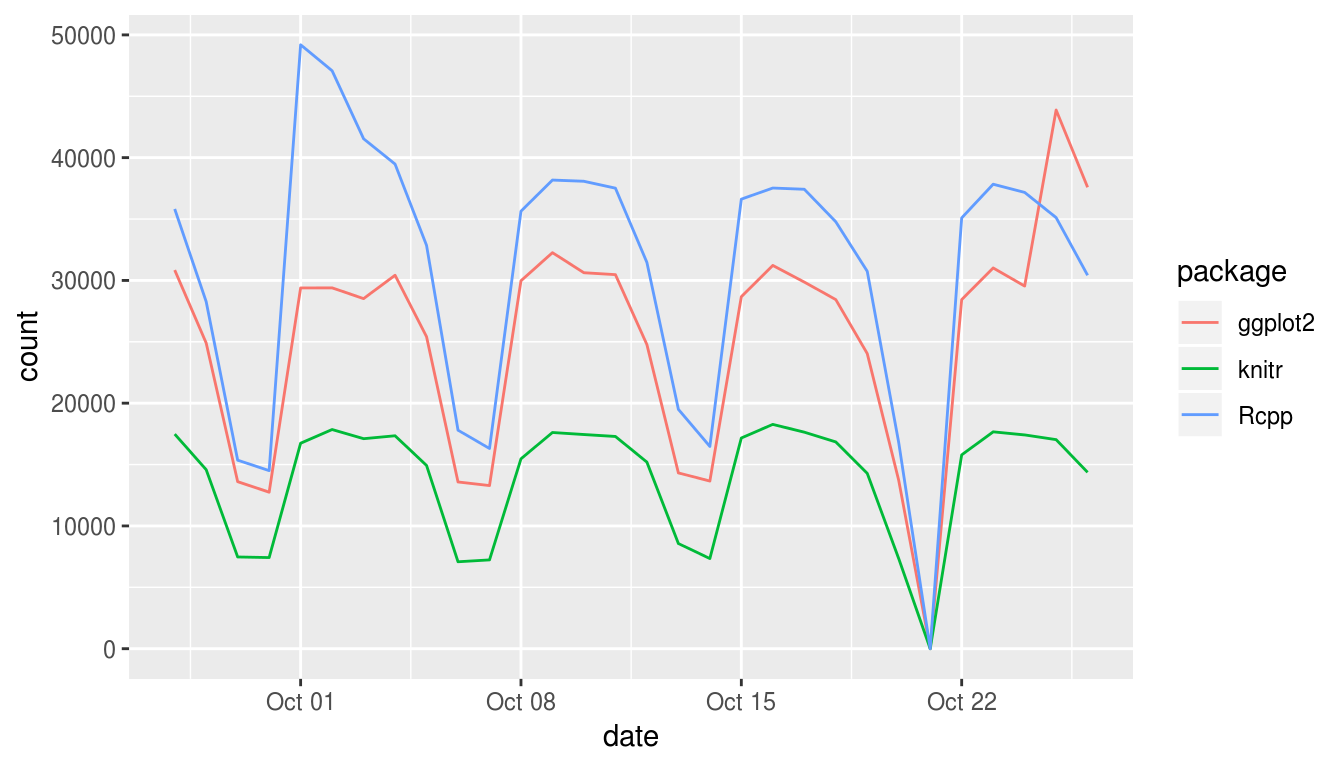 50000
40000
30000
20000
10000
0
count
Oct 01 Oct 08 Oct 15 Oct 22
date
package
ggplot2
knitr
Rcpp